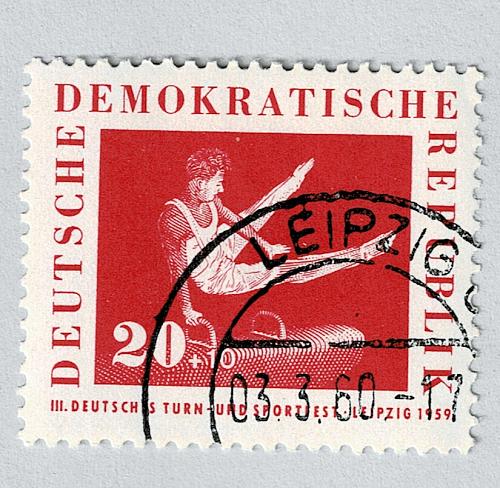 DEUTSCHE
DEMOKRATISCHE
REPUBLIK
20
+10
III. DEUTSCHES TURN- UND SPORTFEST, LEIPZIG 1959
LEIPZIG
03.3.60-17